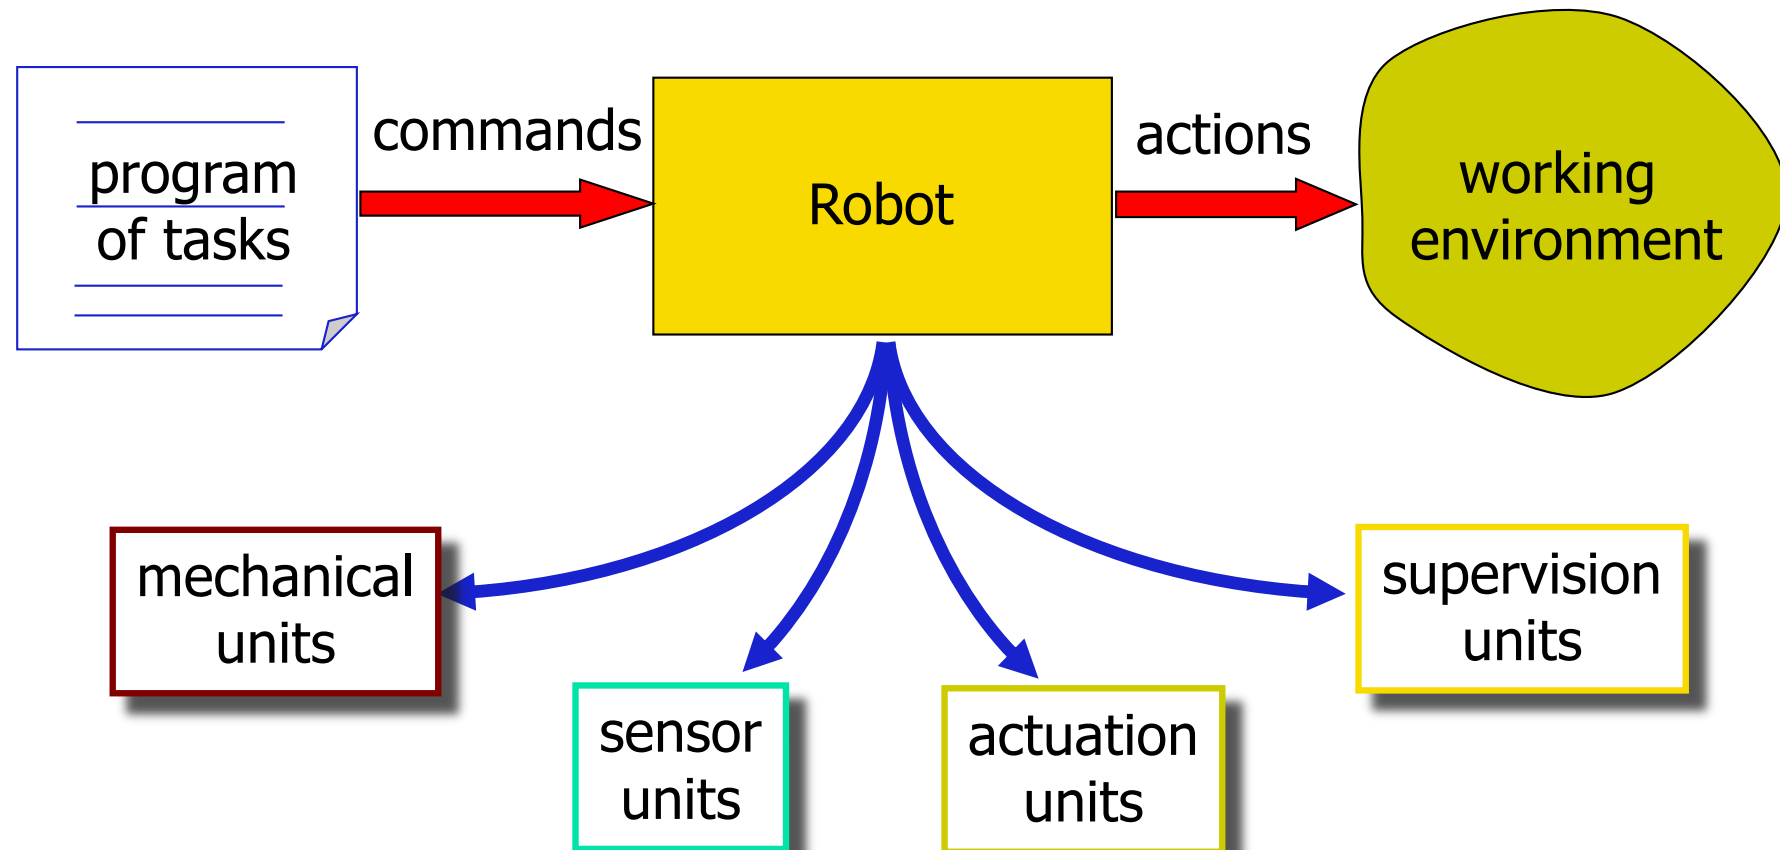 program
of tasks
commands
Robot
actions
working
environment
mechanical
units
sensor
units
actuation
units
supervision
units